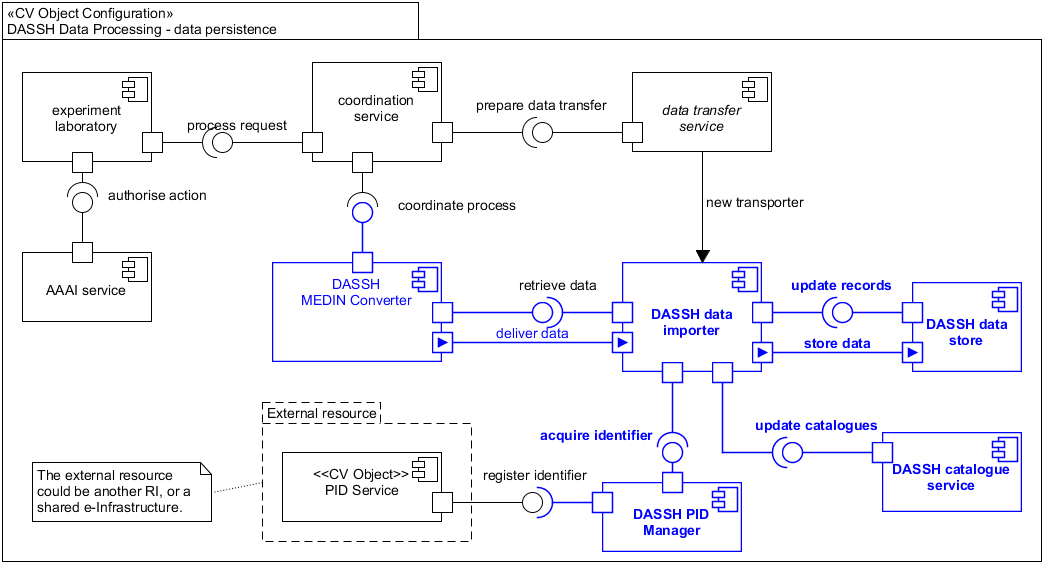 «CV Object Configuration»
DASSH Data Processing - data persistence
experiment
laboratory
process request
coordination
service
prepare data transfer
data transfer
service
authorise action
coordinate process
new transporter
AAAI service
DASSH
MEDIN Converter
retrieve data
deliver data
DASSH data
importer
update records
store data
DASSH data
store
External resource
acquire identifier
update catalogues
The external resource
could be another RI, or a
shared e-Infrastructure.
<<CV Object>>
PID Service
register identifier
DASSH PID
Manager
DASSH catalogue
service